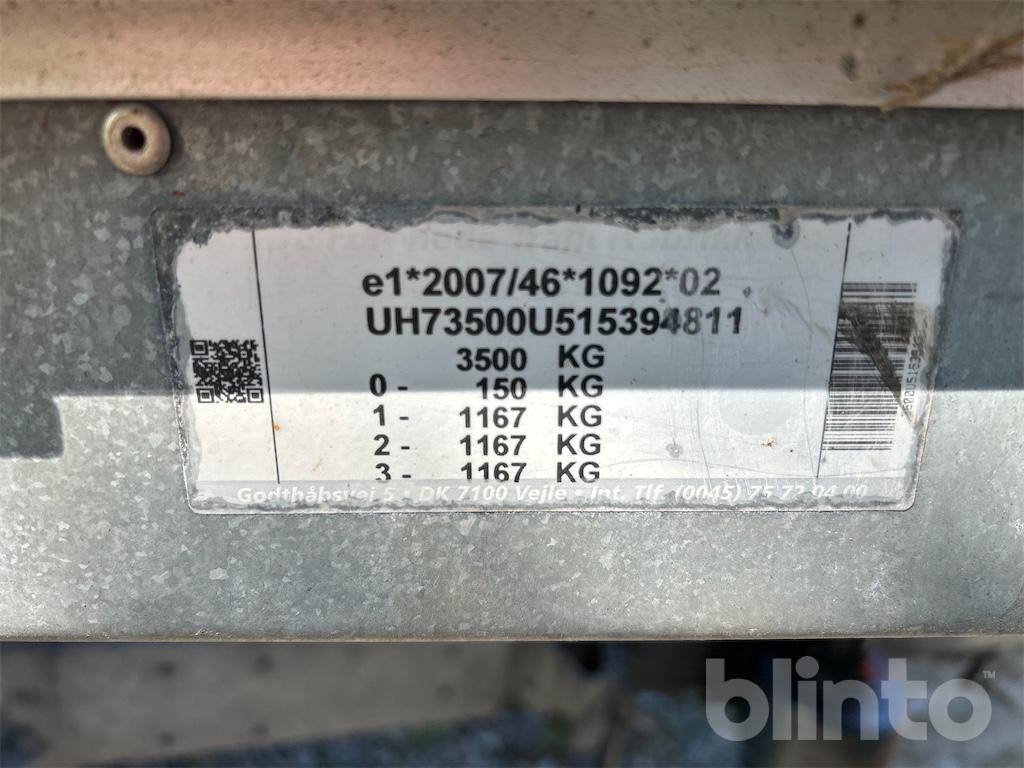 e1*2007/46*1092*02
UH73500U515394811
3500 KG
0 - 150 KG
1 - 1167 KG
2 - 1167 KG
3 - 1167 KG
Godthåbsvej 5 • DK 7100 Vejle • Int. Tlf. (0045) 75 72 04 00
blinto™